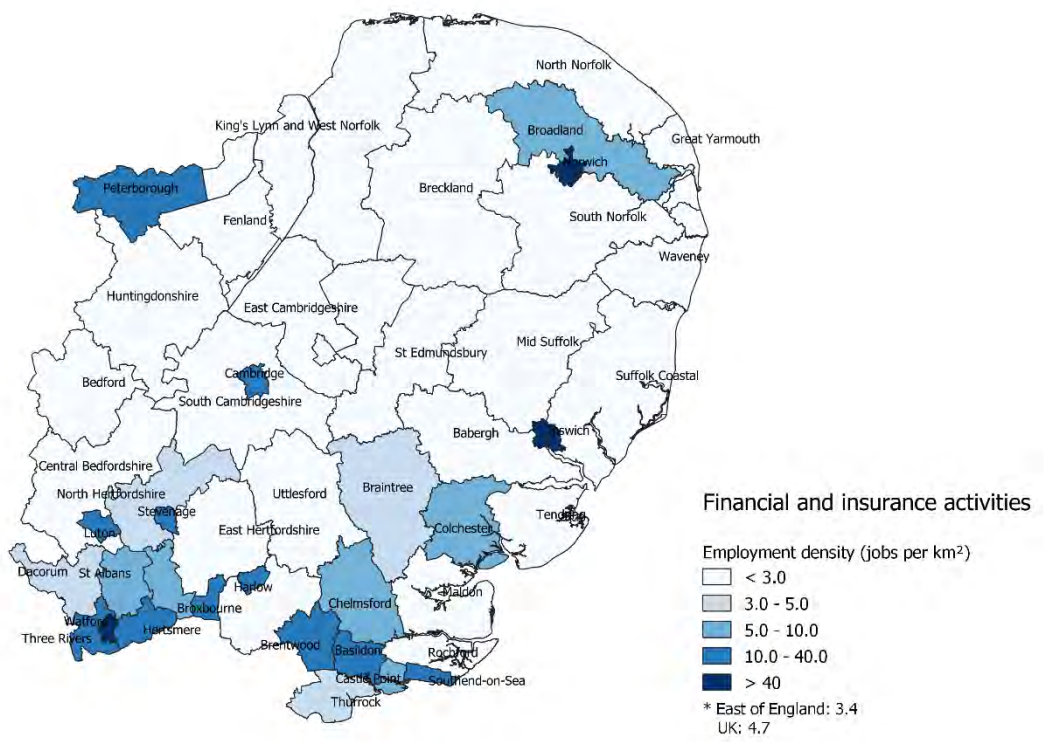 North Norfolk
King's Lynn and West Norfolk
Broadland
Great Yarmouth
Norwich
Peterborough
Breckland
Fenland
South Norfolk
Waveney
Huntingdonshire
East Cambridgeshire
Mid Suffolk
St Edmundsbury
Cambridge
Suffolk Coastal
Bedford
South Cambridgeshire
Babergh
Ipswich
Central Bedfordshire
Braintree
North Hertfordshire
Uttlesford
Financial and insurance activities
Stevenage
Tendring
Luton
East Hertfordshire
Colchester
Employment density (jobs per km²)
Dacorum
St Albans
< 3.0
Harlow
Maldon
3.0 - 5.0
Broxbourne
Chelmsford
Watford
5.0 - 10.0
Three Rivers
Hertsmere
Brentwood
Basildon
Rochford
10.0 - 40.0
Castle Point
Southend-on-Sea
> 40
Thurrock
* East of England: 3.4
UK: 4.7